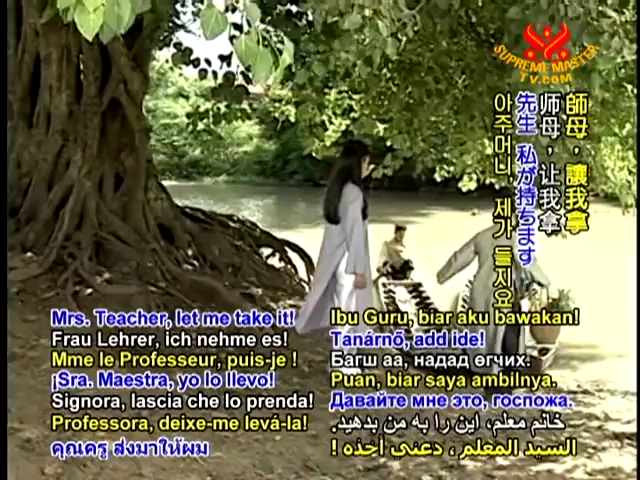 SUPREME MASTER
TV.COM
師母，讓我拿
师母，让我拿
先生 私が持ちます
아주머니 제가 들지요
Mrs. Teacher, let me take it!
Frau Lehrer, ich nehme es!
Mme le Professeur, puis-je !
¡Sra. Maestra, yo lo llevo!
Signora, lascia che lo prenda!
Professora, deixe-me levá-la!
คุณครู ส่งมาให้ผม
Ibu Guru, biar aku bawakan!
Tanárnő, add ide!
Багш аа, надад өгчих.
Puan, biar saya ambilnya.
Давайте мне это, госпожа.
خانم معلم، این را به من بدهید.
السيد المعلم ، دعني آخذه !